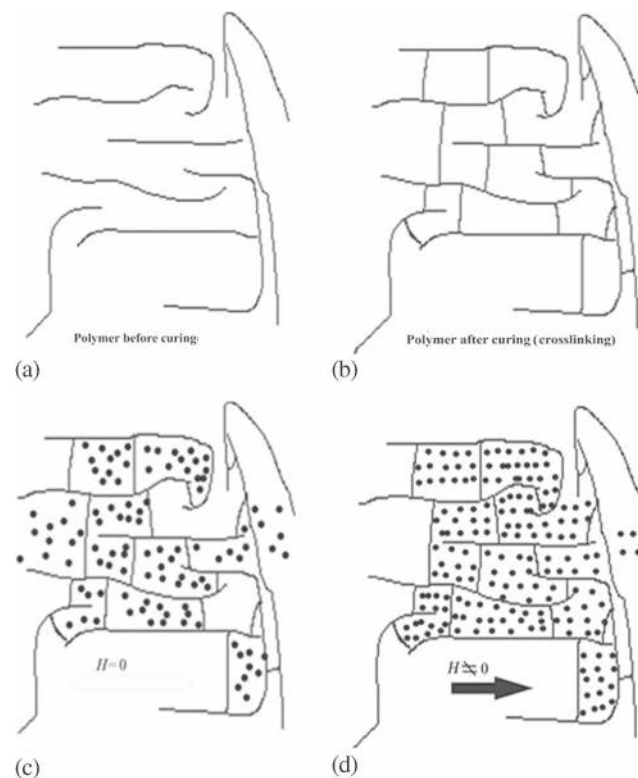 Polymer before curing
Polymer after curing (crosslinking)
(a)
(b)
H=0
H≠0
(c)
(d)